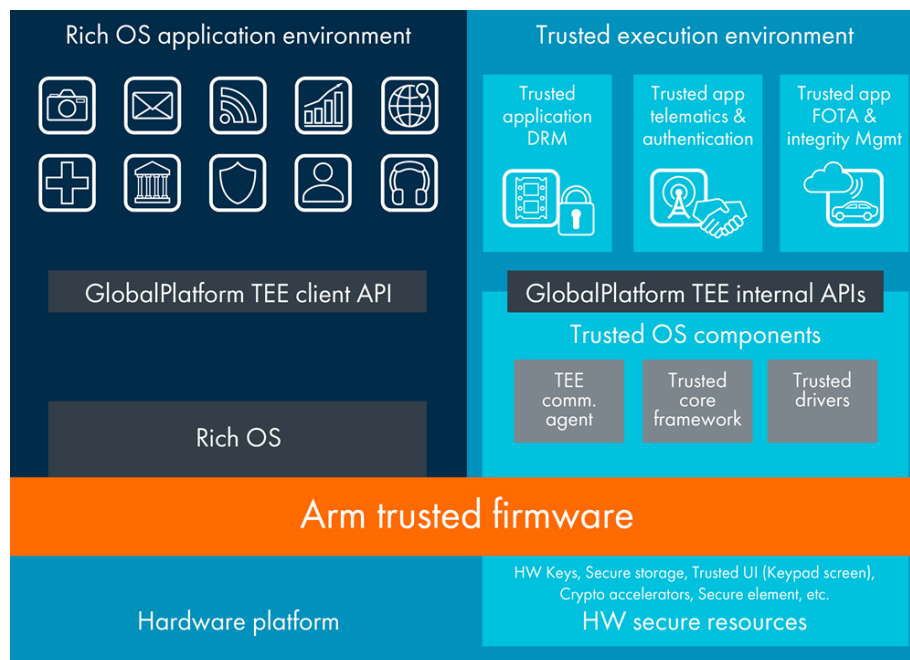 Rich OS application environment
Trusted execution environment
Trusted
application
DRM
Trusted app
telematics &
authentication
Trusted app
FOTA &
integrity Mgmt
GlobalPlatform TEE client API
GlobalPlatform TEE internal APIs
Trusted OS components
TEE
comm.
agent
Trusted
core
framework
Trusted
drivers
Rich OS
Arm trusted firmware
HW Keys, Secure storage, Trusted UI (Keypad screen),
Crypto accelerators, Secure element, etc.
Hardware platform
HW secure resources